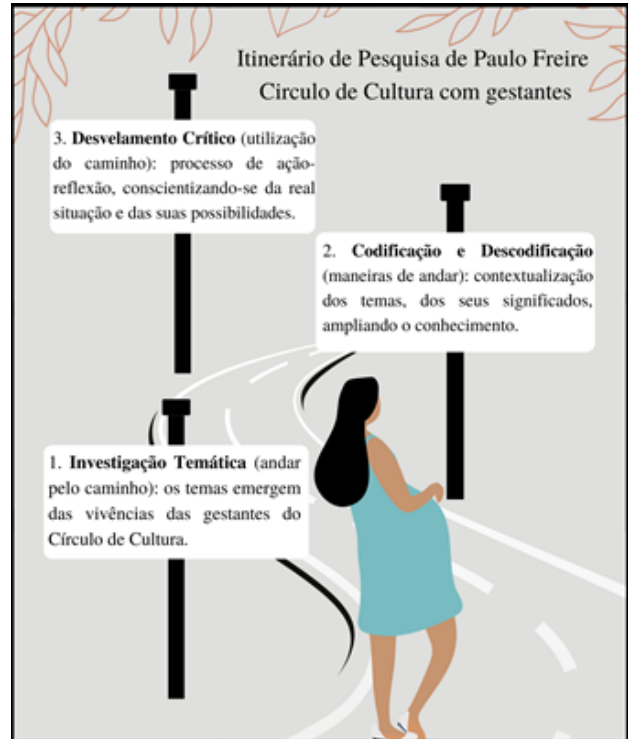 Itinerário de Pesquisa de Paulo Freire
Circulo de Cultura com gestantes
3. Desvelamento Crítico (utilização
do caminho): processo de ação-
reflexão, conscientizando-se da real
situação e das suas possibilidades.
2. Codificação e Descodificação
(maneiras de andar): contextualização
dos temas, dos seus significados,
ampliando o conhecimento.
1. Investigação Temática (andar
pelo caminho): os temas emergem
das vivências das gestantes do
Círculo de Cultura.